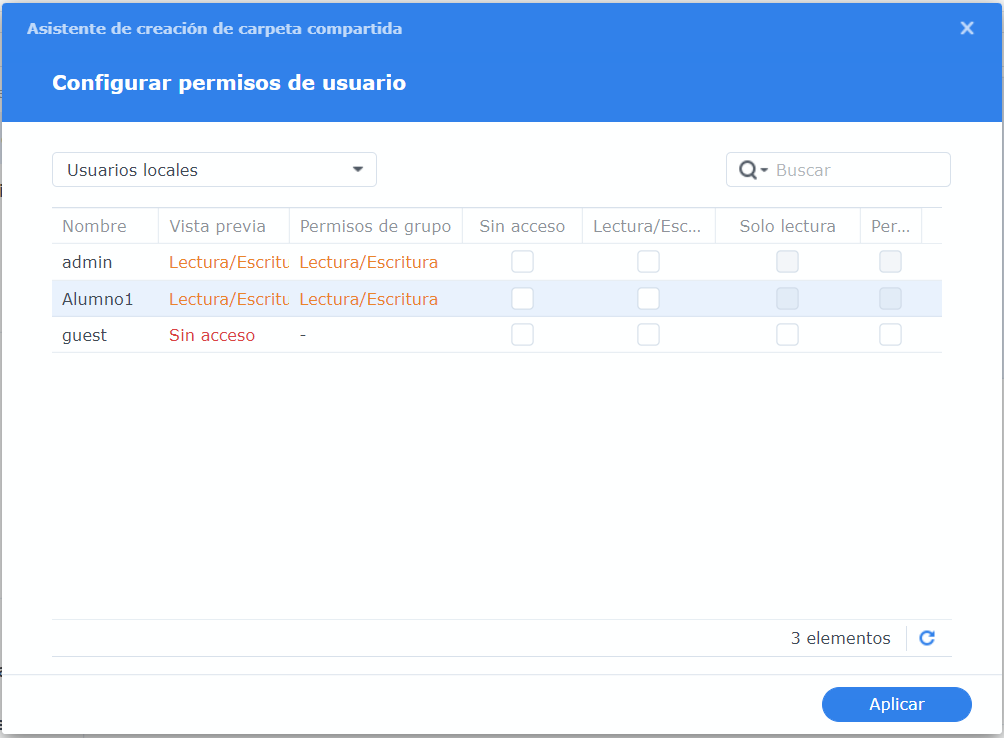 Asistente de creación de carpeta compartida
Configurar permisos de usuario
Usuarios locales Buscar
Nombre Vista previa Permisos de grupo Sin acceso Lectura/Esc... Solo lectura Per...
admin Lectura/Escritu Lectura/Escritura
Alumno1 Lectura/Escritu Lectura/Escritura
guest Sin acceso -
3 elementos
Aplicar